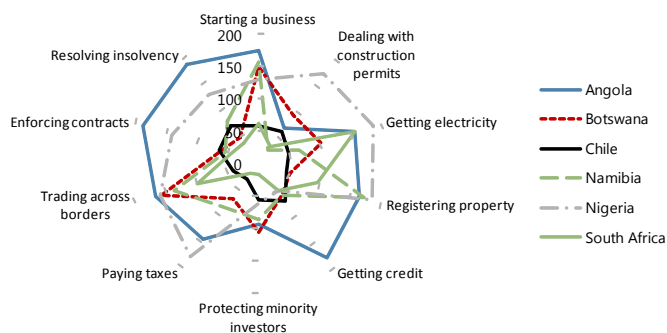 Starting a business
200
150
100
50
0
Dealing with
construction
permits
Getting electricity
Registering property
Getting credit
Protecting minority
investors
Paying taxes
Trading across
borders
Enforcing contracts
Resolving insolvency
Angola
Botswana
Chile
Namibia
Nigeria
South Africa